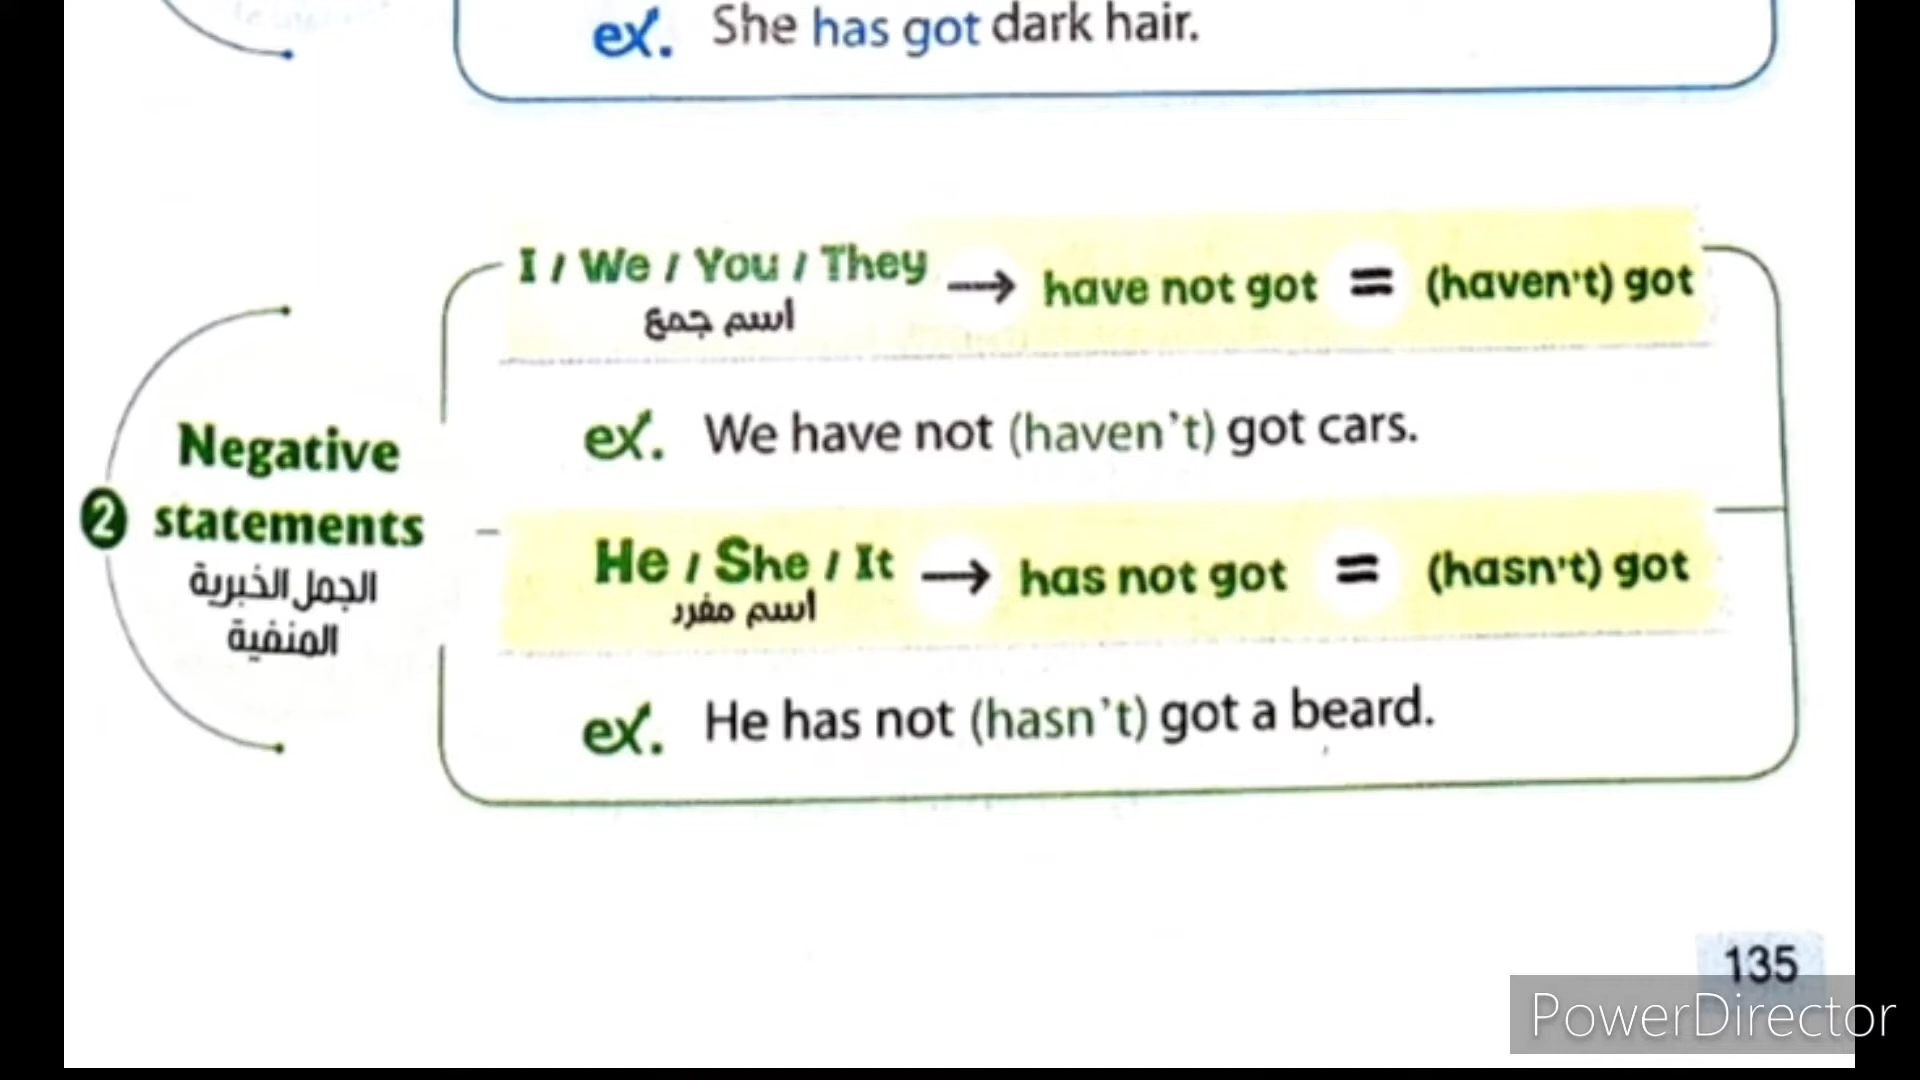 ex. She has got dark hair.
I / We / You / They → have not got = (haven't) got
اسم جمع
ex. We have not (haven't) got cars.
Negative
2 statements
الجمل الخبرية
المنفية
He / She / It → has not got = (hasn't) got
اسم مفرد
ex. He has not (hasn't) got a beard.
135
PowerDirector